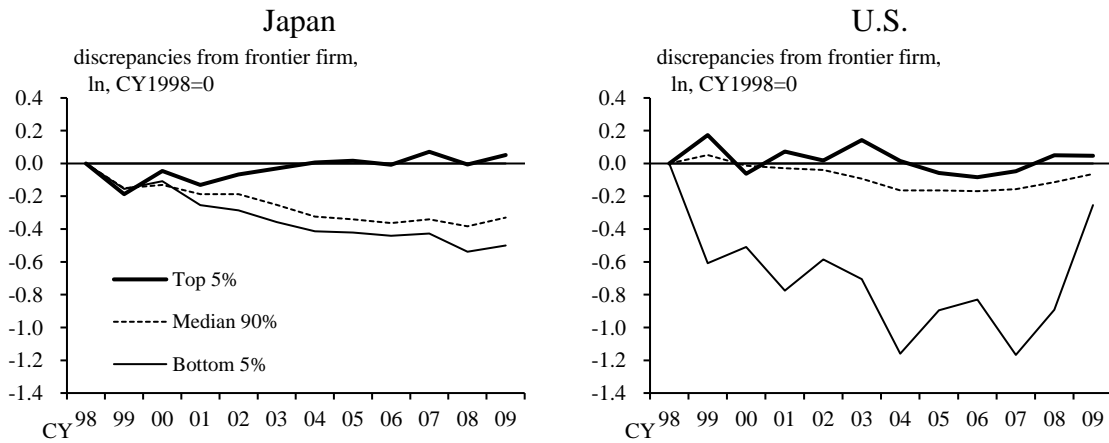 Japan
discrepancies from frontier firm,
ln, CY1998=0
0.4
0.2
0.0
-0.2
-0.4
-0.6
-0.8
-1.0
-1.2
-1.4
Top 5%
Median 90%
Bottom 5%
98 99 00 01 02 03 04 05 06 07 08 09
CY
U.S.
discrepancies from frontier firm,
ln, CY1998=0
0.4
0.2
0.0
-0.2
-0.4
-0.6
-0.8
-1.0
-1.2
-1.4
98 99 00 01 02 03 04 05 06 07 08 09
CY